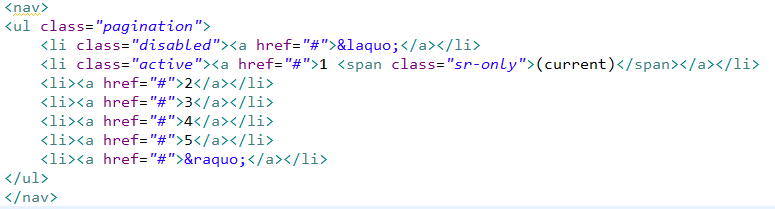 <nav>
<ul class="pagination">
    <li class="disabled"><a href="#">&laquo;</a></li>
    <li class="active"><a href="#">1 <span class="sr-only">(current)</span></a></li>
    <li><a href="#">2</a></li>
    <li><a href="#">3</a></li>
    <li><a href="#">4</a></li>
    <li><a href="#">5</a></li>
    <li><a href="#">&raquo;</a></li>
</ul>
</nav>